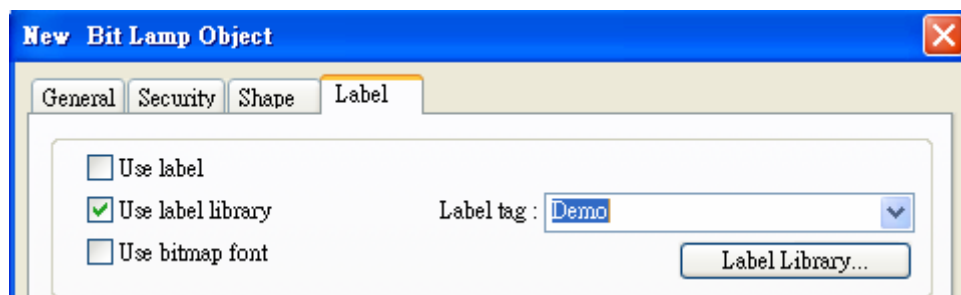 New Bit Lamp Object
General Security Shape Label
Use label
Use label library Label tag : Demo
Use bitmap font Label Library...